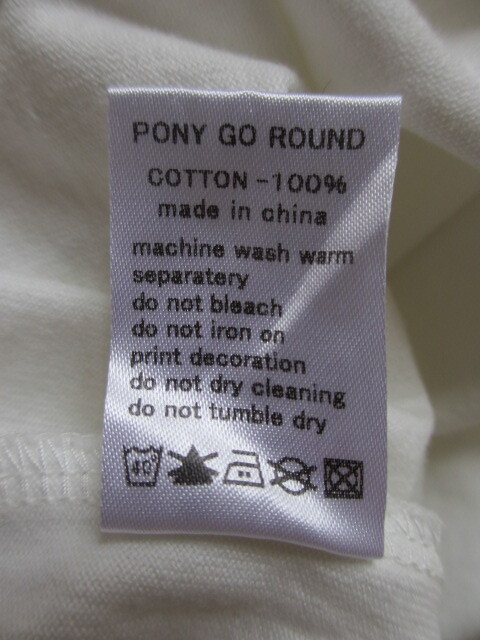 PONY GO ROUND
COTTON-100%
made in china
machine wash warm
separatery
do not bleach
do not iron on
print decoration
do not dry cleaning
do not tumble dry
40